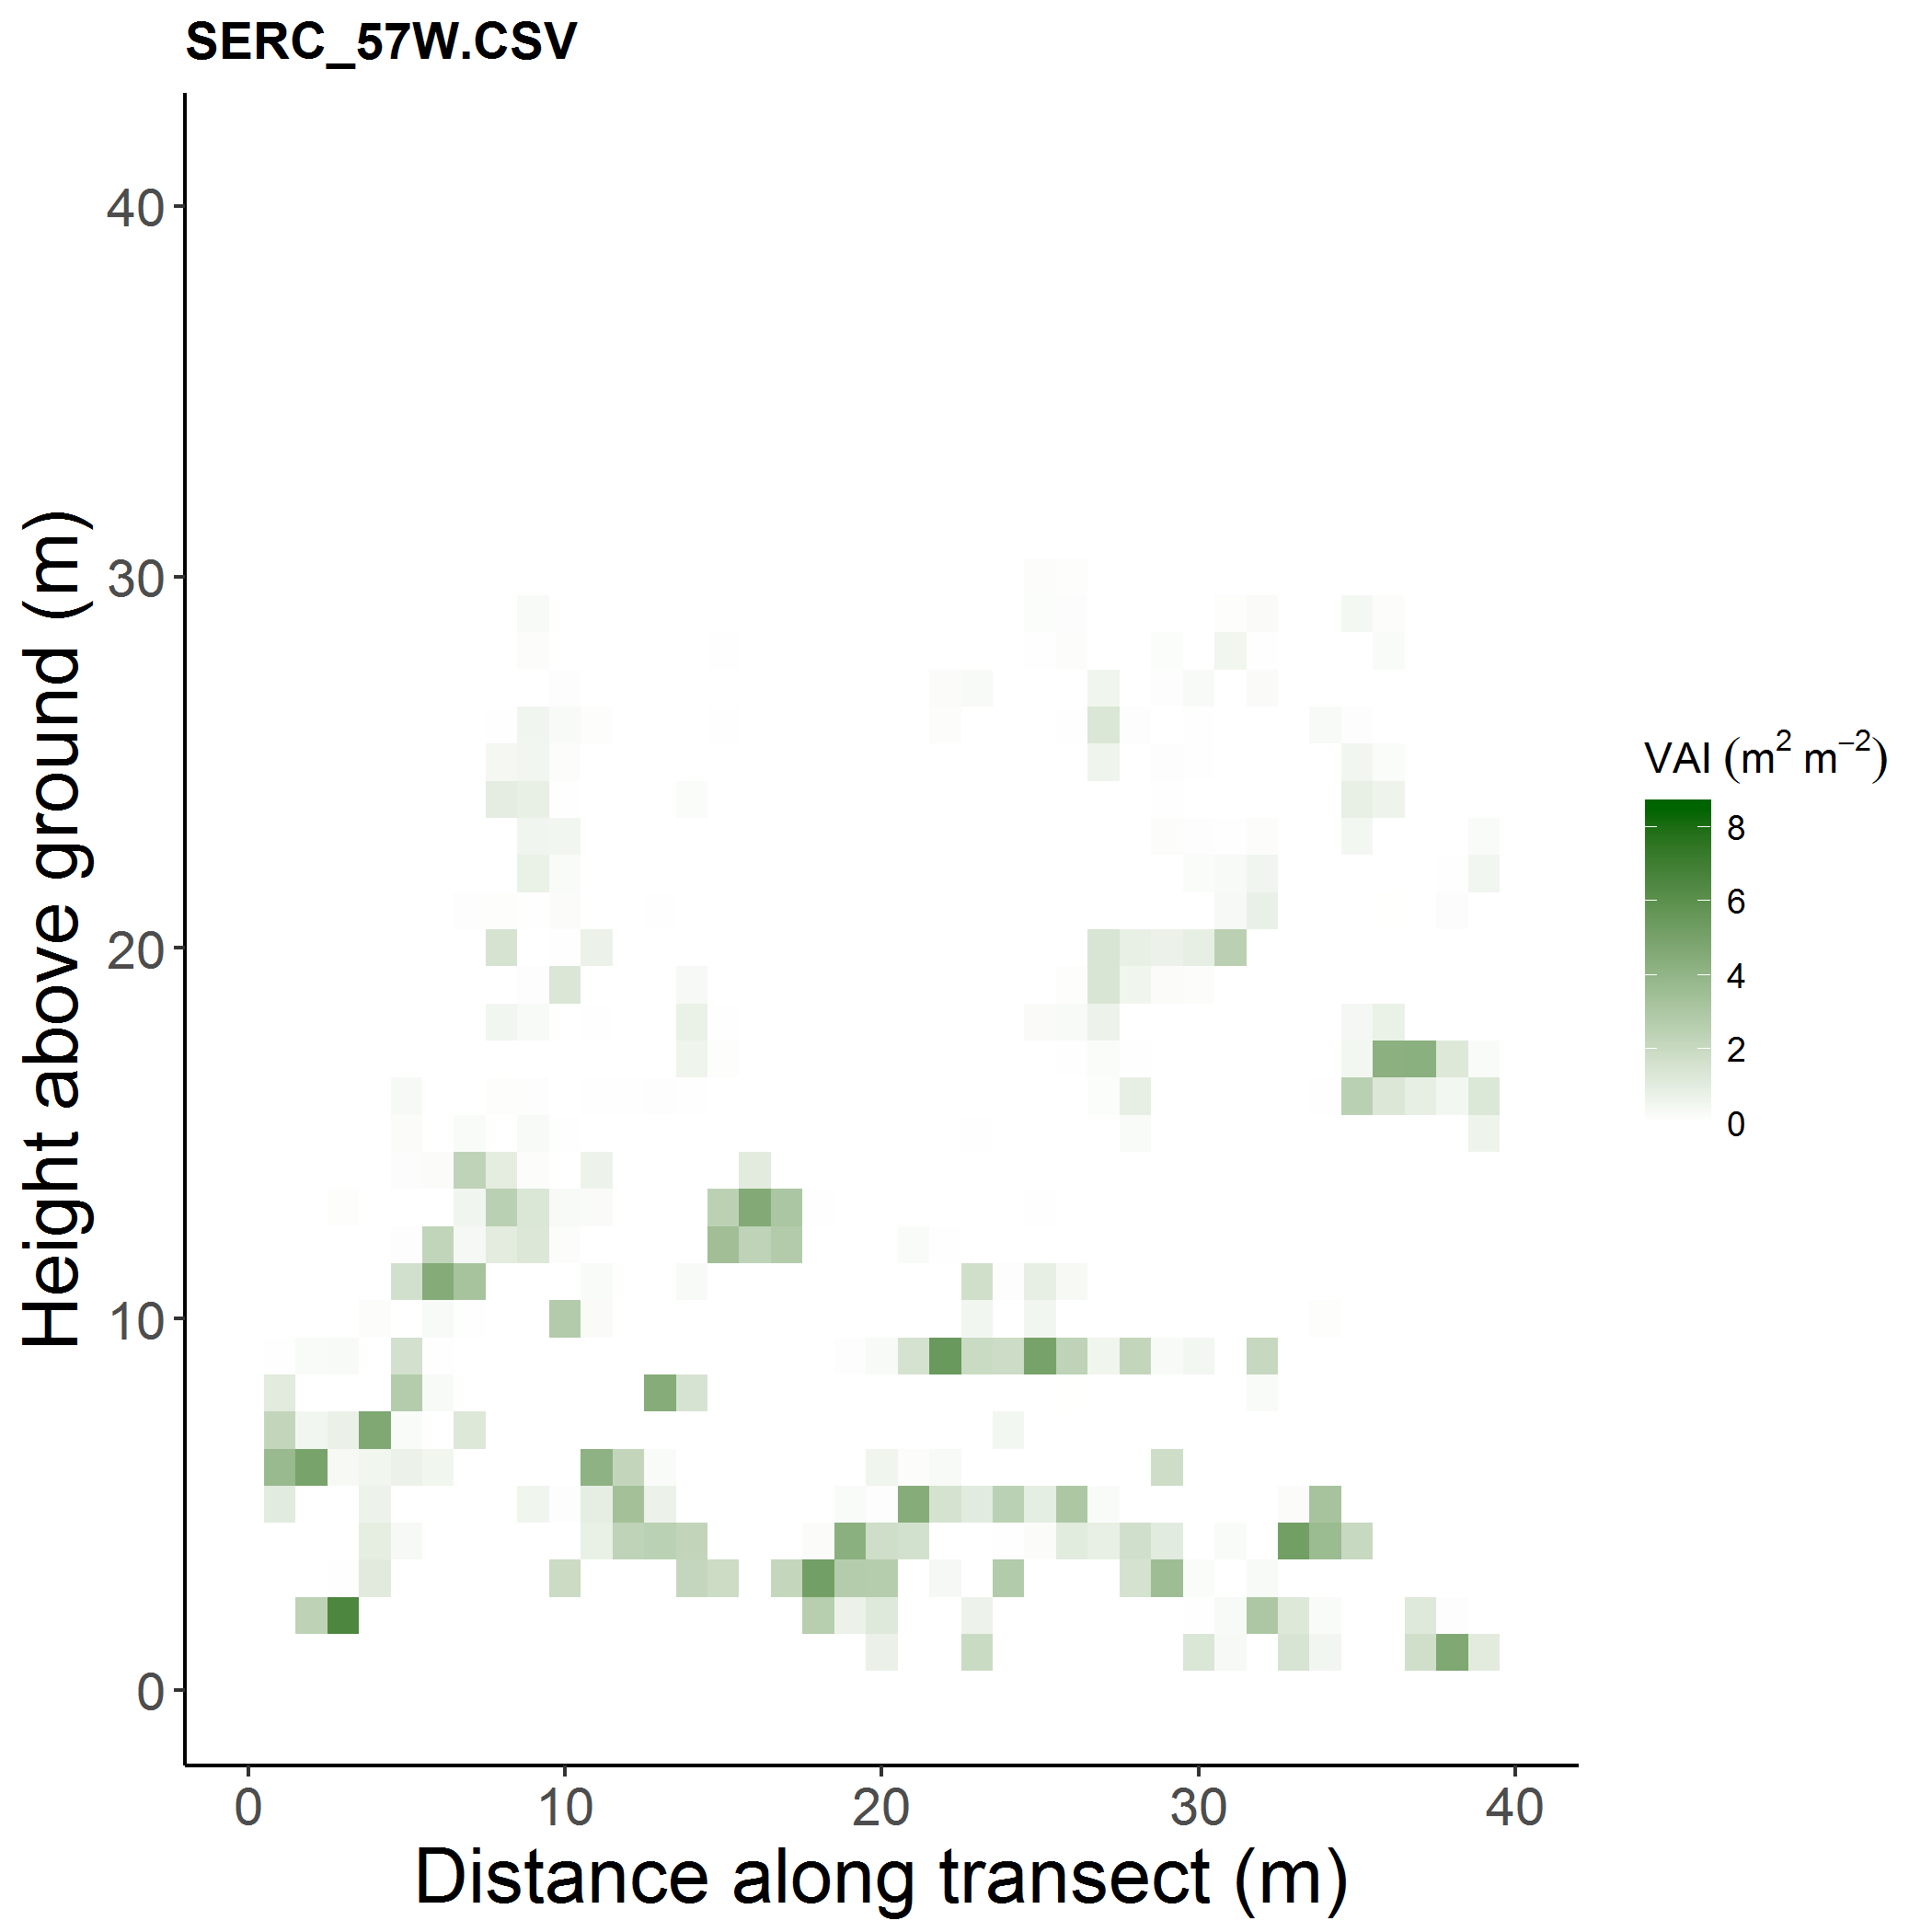 SERC_57W.CSV
Height above ground (m)
40
30
20
10
0
0 10 20 30 40
Distance along transect (m)
VAI (m² m⁻²)
8
6
4
2
0